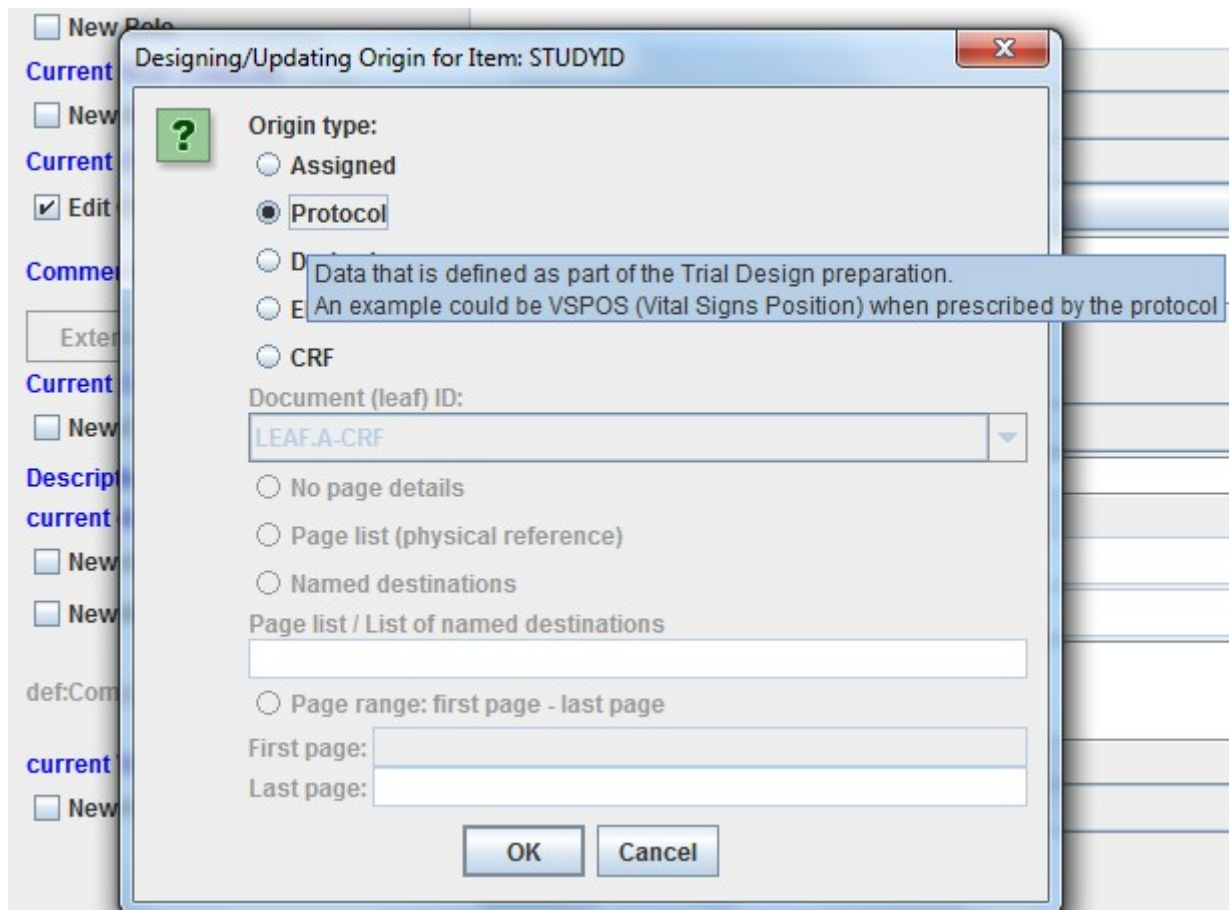 New Role
Designing/Updating Origin for Item: STUDYID
Current
New
Current
Edit
Commen
Exter
Current
New
Descript
current
New
New
def:Com
current
New
Origin type:
Assigned
Protocol
D
Data that is defined as part of the Trial Design preparation.
E
An example could be VSPOS (Vital Signs Position) when prescribed by the protocol
CRF
Document (leaf) ID:
LEAF.A-CRF
No page details
Page list (physical reference)
Named destinations
Page list / List of named destinations
Page range: first page - last page
First page:
Last page:
OK
Cancel